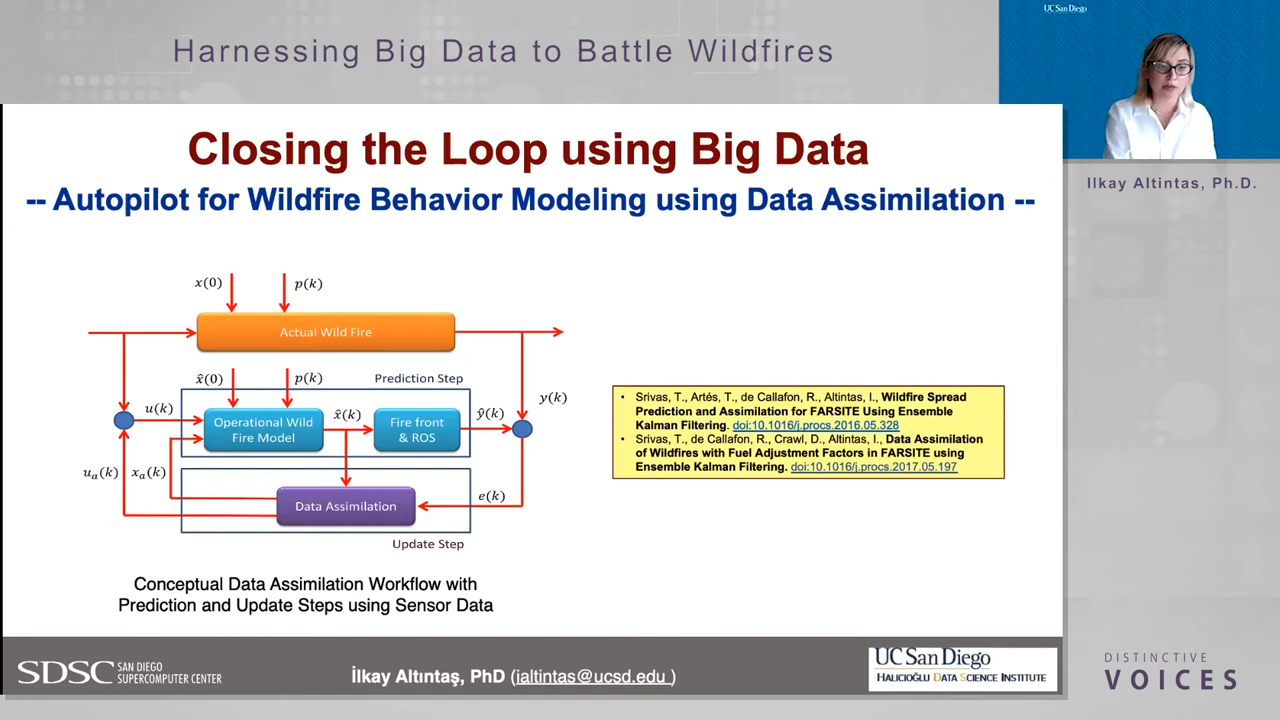 Harnessing Big Data to Battle Wildfires
UC San Diego
Ilkay Altintas, Ph.D.
Closing the Loop using Big Data
-- Autopilot for Wildfire Behavior Modeling using Data Assimilation --
x(0)
p(k)
Actual Wild Fire
x̂(0)
p(k)
Prediction Step
y(k)
u(k)
Operational Wild
Fire Model
x̂(k)
Fire front
& ROS
ŷ(k)
uₐ(k)
xₐ(k)
Data Assimilation
e(k)
Update Step
Conceptual Data Assimilation Workflow with
Prediction and Update Steps using Sensor Data
• Srivas, T., Artés, T., de Callafon, R., Altintas, I., Wildfire Spread
Prediction and Assimilation for FARSITE Using Ensemble
Kalman Filtering. doi:10.1016/j.procs.2016.05.328
• Srivas, T., de Callafon, R., Crawl, D., Altintas, I., Data Assimilation
of Wildfires with Fuel Adjustment Factors in FARSITE using
Ensemble Kalman Filtering. doi:10.1016/j.procs.2017.05.197
SDSC SAN DIEGO
SUPERCOMPUTER CENTER
İlkay Altıntaş, PhD (ialtintas@ucsd.edu )
UC San Diego
HALICIOĞLU DATA SCIENCE INSTITUTE
DISTINCTIVE
VOICES